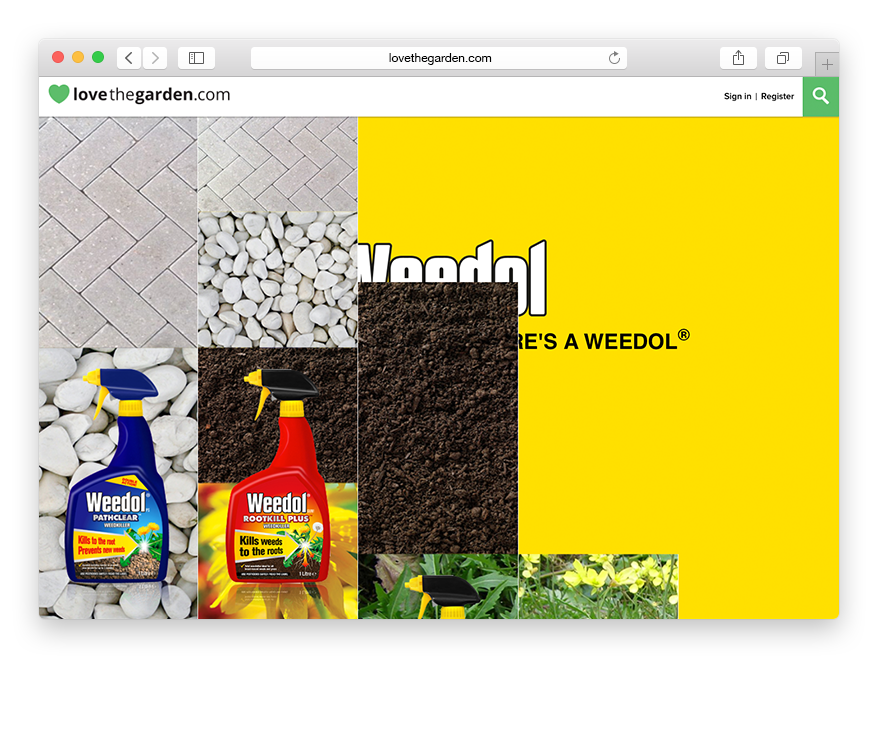 lovethegarden.com
lovethegarden.com
Sign in | Register
Weedol
RE'S A WEEDOL®
Weedol®
PATHCLEAR™
WEEDKILLER
Kills to the root
Prevents new weeds
Weedol®
ROOTKILL PLUS
WEEDKILLER
Kills weeds
to the roots
1 Litre